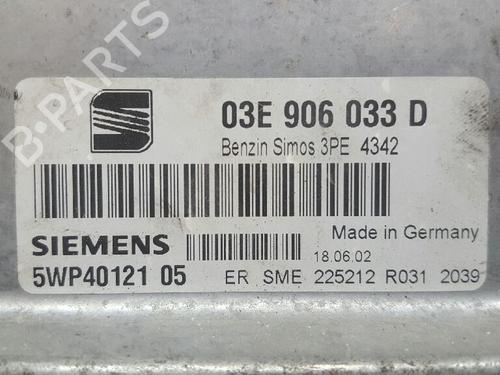 B-PARTS
03E 906 033 D
Benzin Simos 3PE 4342
Made in Germany
SIEMENS
18.06.02
5WP40121 05
ER SME 225212 R031 2039